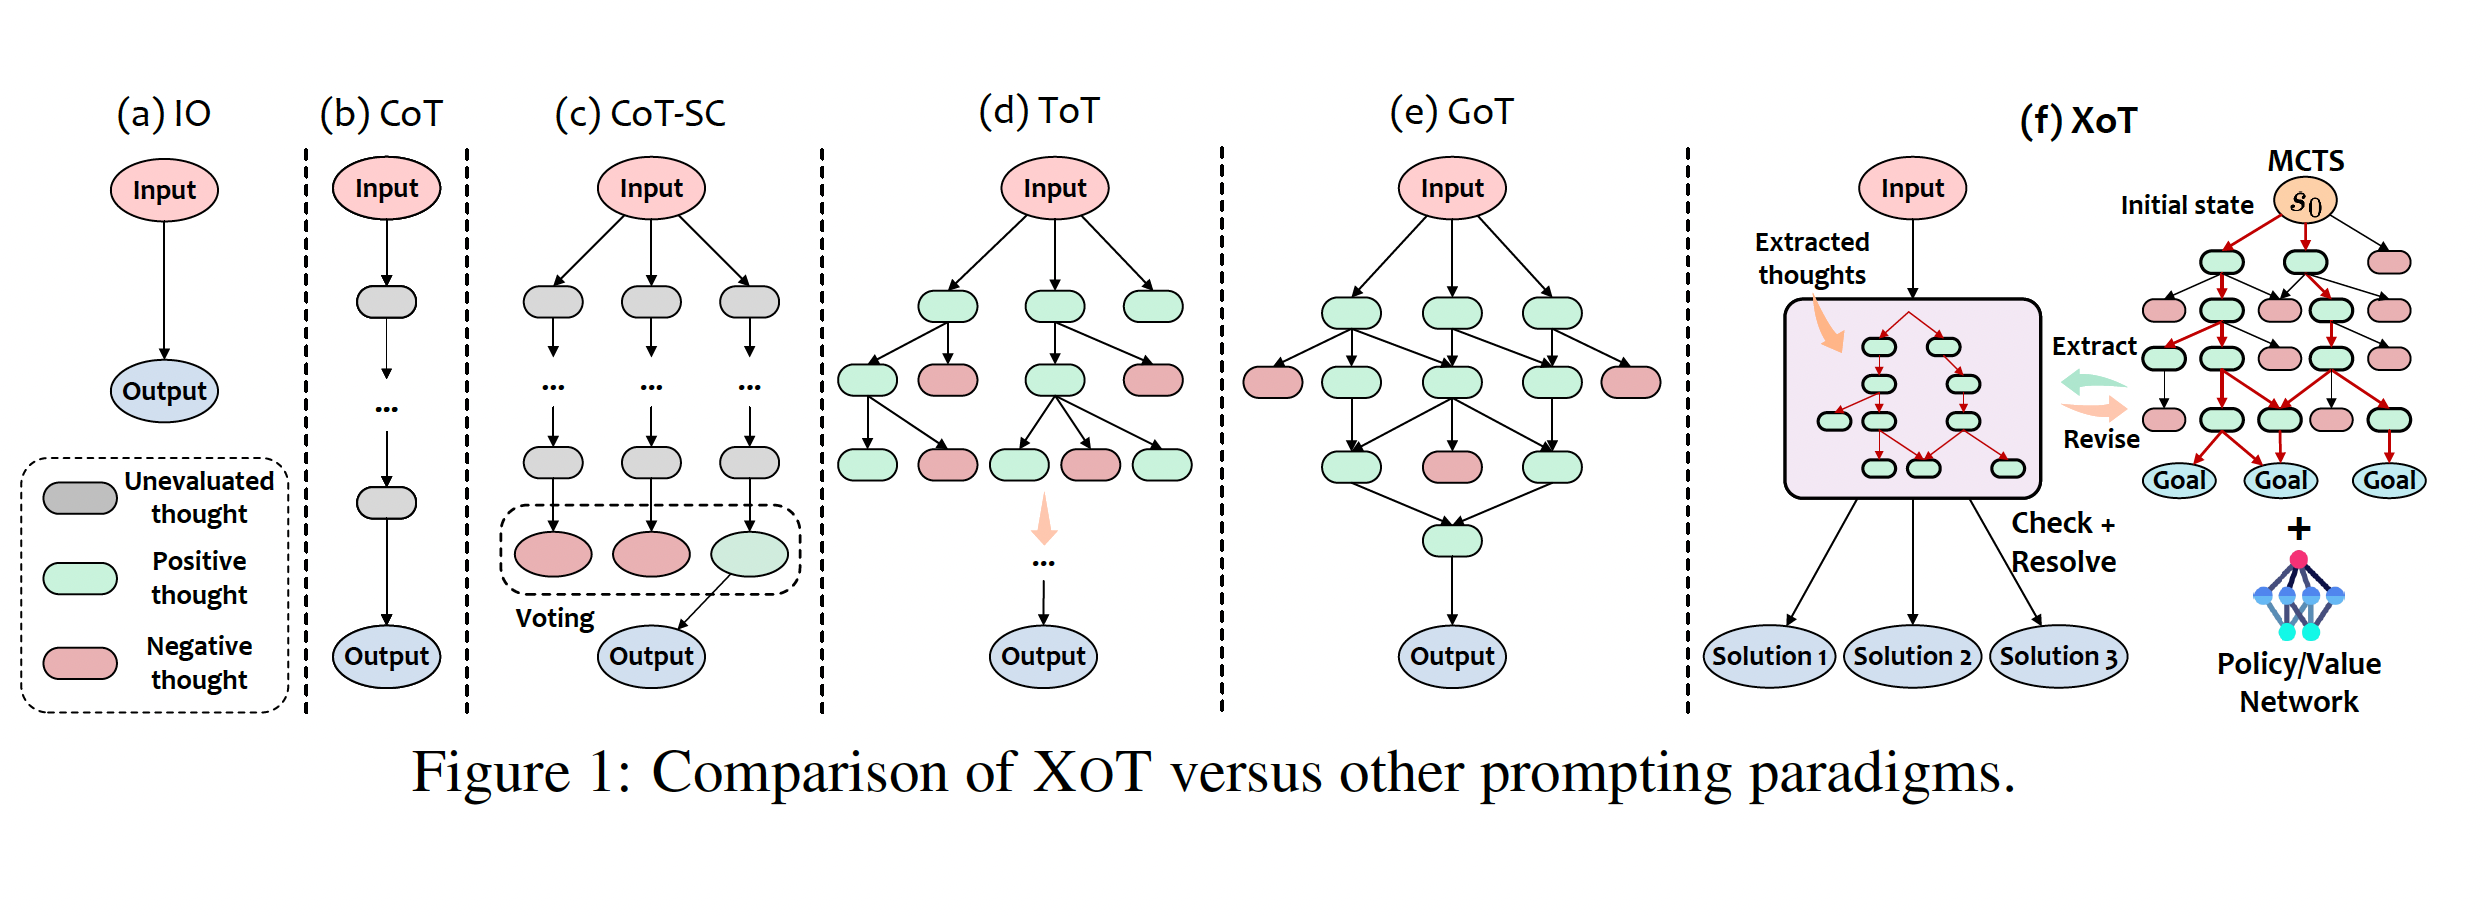 (a) IO
Input
Output
Unevaluated
thought
Positive
thought
Negative
thought
(b) CoT
Input
...
Output
(c) CoT-SC
Input
... ... ...
Voting
Output
(d) ToT
Input
...
Output
(e) GoT
Input
Output
(f) XoT
Input
Extracted
thoughts
Check +
Resolve
Solution 1 Solution 2 Solution 3
Extract
Revise
MCTS
Initial state
s0
Goal Goal Goal
+
Policy/Value
Network
Figure 1: Comparison of XOT versus other prompting paradigms.